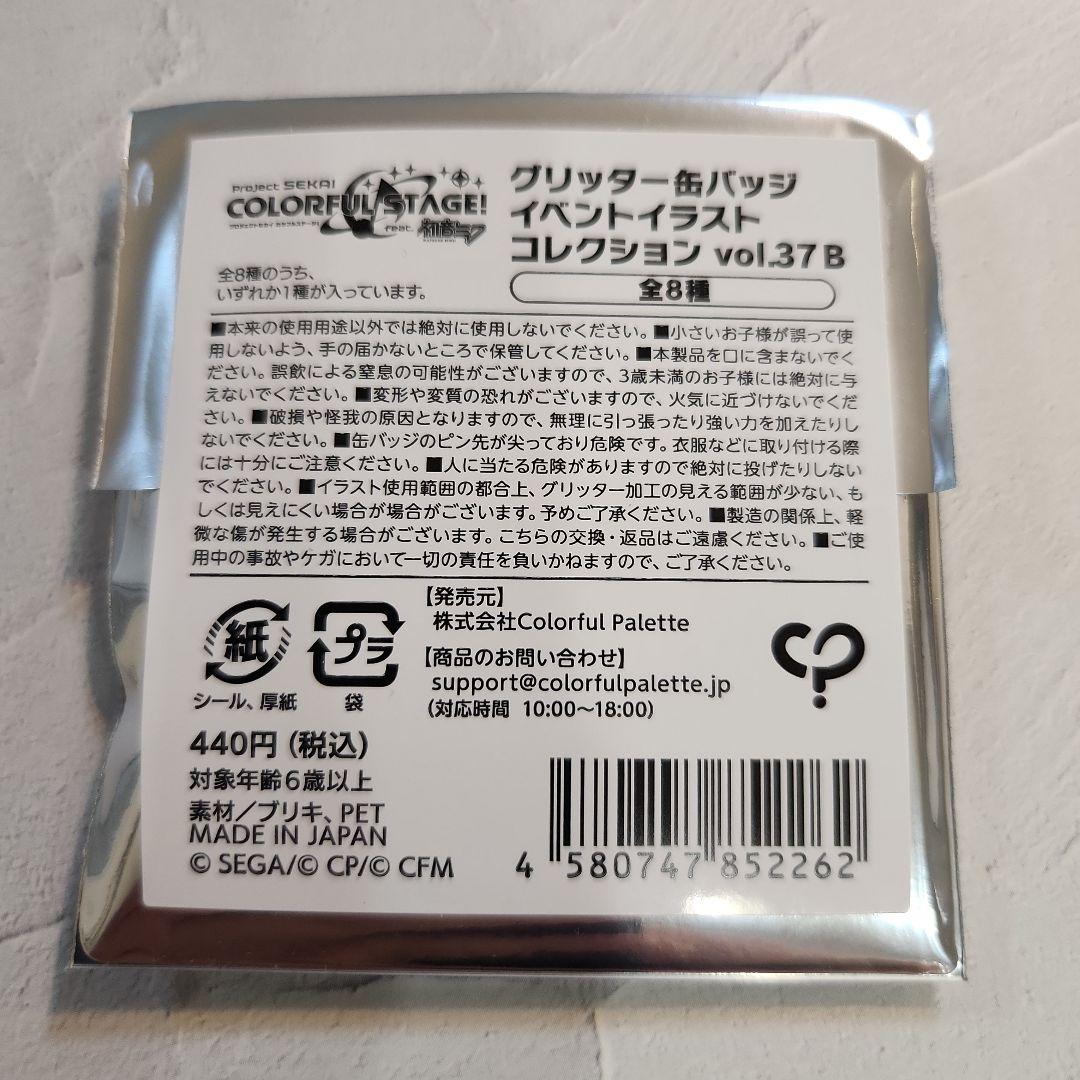 Project SEKAI
COLORFUL STAGE!
プロジェクトセカイ カラフルステージ!
feat. 初音ミク
HATSUNE MIKU
グリッター缶バッジ
イベントイラスト
コレクション vol.37 B
全8種のうち、
いずれか1種が入っています。
全8種
■本来の使用用途以外では絶対に使用しないでください。■小さいお子様が誤って使
用しないよう、手の届かないところで保管してください。■本製品を口に含まないでく
ださい。誤飲による窒息の可能性がございますので、3歳未満のお子様には絶対に与
えないでください。■変形や変質の恐れがございますので、火気に近づけないでくだ
さい。■破損や怪我の原因となりますので、無理に引っ張ったり強い力を加えたりし
ないでください。■缶バッジのピン先が尖っており危険です。衣服などに取り付ける際
には十分にご注意ください。■人に当たる危険がありますので絶対に投げたりしない
でください。■イラスト使用範囲の都合上、グリッター加工の見える範囲が少ない、も
しくは見えにくい場合が場合がございます。予めご了承ください。■製造の関係上、軽
微な傷が発生する場合がございます。こちらの交換・返品はご遠慮ください。■ご使
用中の事故やケガにおいて一切の責任を負いかねますので、ご了承ください。
紙
シール、厚紙
プラ
袋
【発売元】
株式会社Colorful Palette
【商品のお問い合わせ】
support@colorfulpalette.jp
(対応時間 10:00〜18:00)
440円(税込)
対象年齢6歳以上
素材/ブリキ、PET
MADE IN JAPAN
© SEGA/© CP/© CFM
4 580747 852262